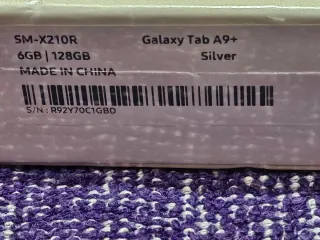 SM-X210R Galaxy Tab A9+
6GB | 128GB Silver
MADE IN CHINA
S/N : R92Y70C1GBD